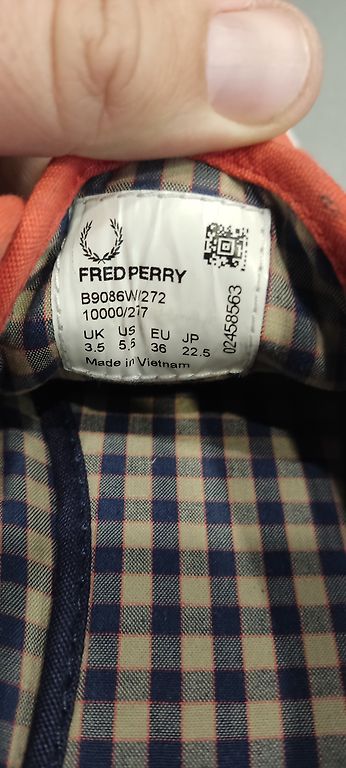 FRED PERRY
B9086W/272
10000/277
UK US EU JP
3.5 5.5 36 22.5
Made in Vietnam
02458563